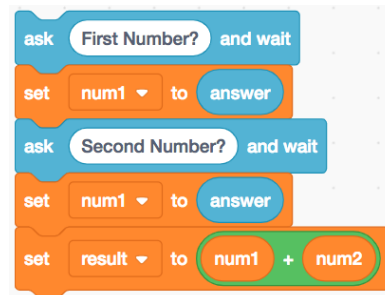 ask First Number? and wait
set num1 to answer
ask Second Number? and wait
set num1 to answer
set result to num1 + num2